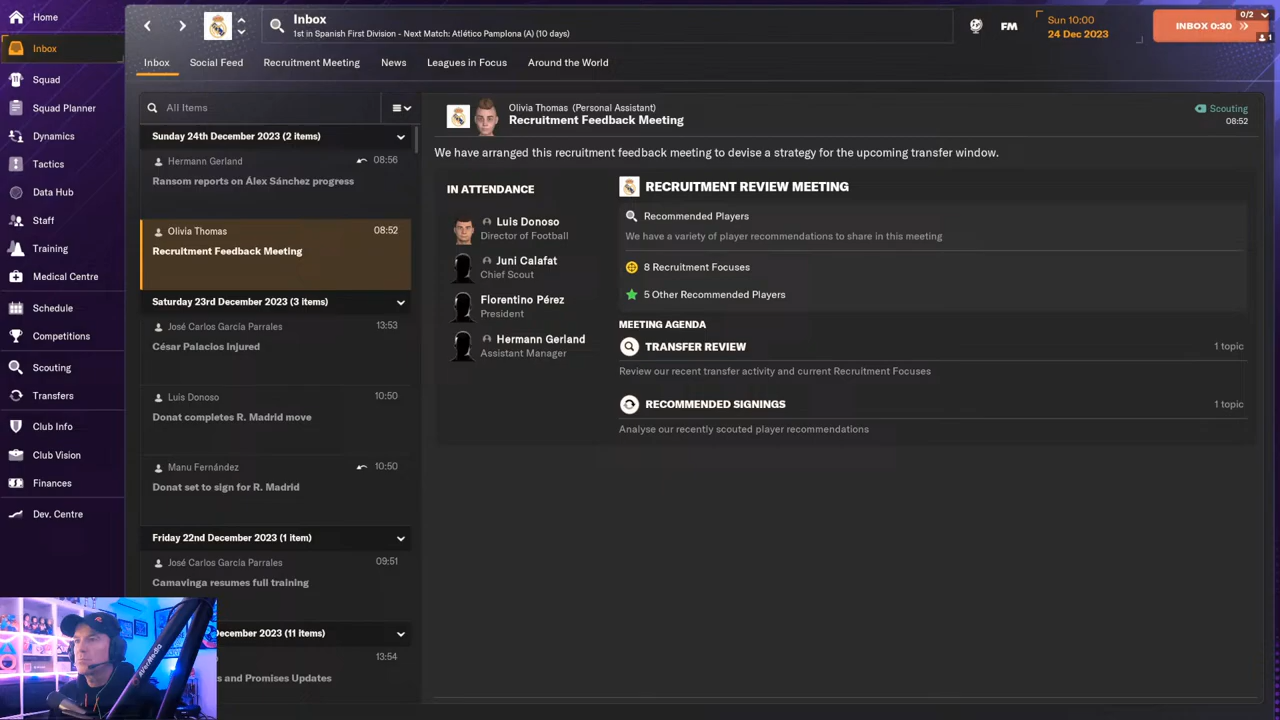 Home
Inbox
Squad
Squad Planner
Dynamics
Tactics
Data Hub
Staff
Training
Medical Centre
Schedule
Competitions
Scouting
Transfers
Club Info
Club Vision
Finances
Dev. Centre
Inbox
1st in Spanish First Division - Next Match: Atlético Pamplona (A) (10 days)
FM
Sun 10:00
24 Dec 2023
INBOX 0:30
0/2
1
Inbox
Social Feed
Recruitment Meeting
News
Leagues in Focus
Around the World
All Items
Sunday 24th December 2023 (2 items)
Hermann Gerland 08:56
Ransom reports on Álex Sánchez progress
Olivia Thomas 08:52
Recruitment Feedback Meeting
Saturday 23rd December 2023 (3 items)
José Carlos García Parrales 13:53
César Palacios injured
Luis Donoso 10:50
Donat completes R. Madrid move
Manu Fernández 10:50
Donat set to sign for R. Madrid
Friday 22nd December 2023 (1 item)
José Carlos García Parrales 09:51
Camavinga resumes full training
December 2023 (11 items)
13:54
s and Promises Updates
AVerMedia
Olivia Thomas (Personal Assistant)
Recruitment Feedback Meeting
Scouting
08:52
We have arranged this recruitment feedback meeting to devise a strategy for the upcoming transfer window.
IN ATTENDANCE
Luis Donoso
Director of Football
Juni Calafat
Chief Scout
Florentino Pérez
President
Hermann Gerland
Assistant Manager
RECRUITMENT REVIEW MEETING
Recommended Players
We have a variety of player recommendations to share in this meeting
8 Recruitment Focuses
5 Other Recommended Players
MEETING AGENDA
TRANSFER REVIEW 1 topic
Review our recent transfer activity and current Recruitment Focuses
RECOMMENDED SIGNINGS 1 topic
Analyse our recently scouted player recommendations